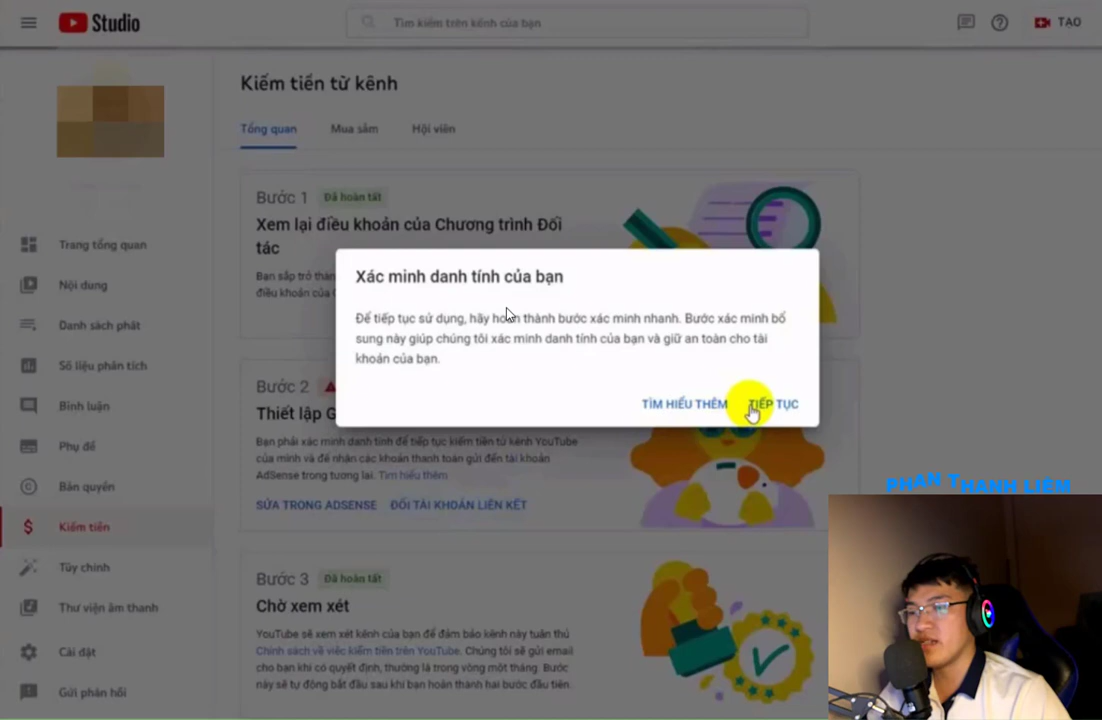 Studio
Tìm kiếm trên kênh của bạn
TẠO
Kiếm tiền từ kênh
Tổng quan
Mua sắm
Hội viên
Trang tổng quan
Nội dung
Danh sách phát
Số liệu phân tích
Bình luận
Phụ đề
Bản quyền
Kiếm tiền
Tùy chỉnh
Thư viện âm thanh
Cài đặt
Gửi phản hồi
Bước 1 Đã hoàn tất
Xem lại điều khoản của Chương trình Đối
tác
Bạn sắp trở thàn
điều khoản của
Xác minh danh tính của bạn
Để tiếp tục sử dụng, hãy hoàn thành bước xác minh nhanh. Bước xác minh bổ
sung này giúp chúng tôi xác minh danh tính của bạn và giữ an toàn cho tài
khoản của bạn.
TÌM HIỂU THÊM TIẾP TỤC
Bước 2
Thiết lập G
Bạn phải xác minh danh tính để tiếp tục kiếm tiền từ kênh YouTube
của mình và để nhận các khoản thanh toán gửi đến tài khoản
AdSense trong tương lai. Tìm hiểu thêm
SỬA TRONG ADSENSE ĐỔI TÀI KHOẢN LIÊN KẾT
Bước 3 Đã hoàn tất
Chờ xem xét
YouTube sẽ xem xét kênh của bạn để đảm bảo kênh này tuân thủ
Chính sách về việc kiếm tiền trên YouTube. Chúng tôi sẽ gửi email
cho bạn khi có quyết định, thường là trong vòng một tháng. Bước
này sẽ tự động bắt đầu sau khi bạn hoàn thành hai bước đầu tiên.
PHAN THANH LIÊM